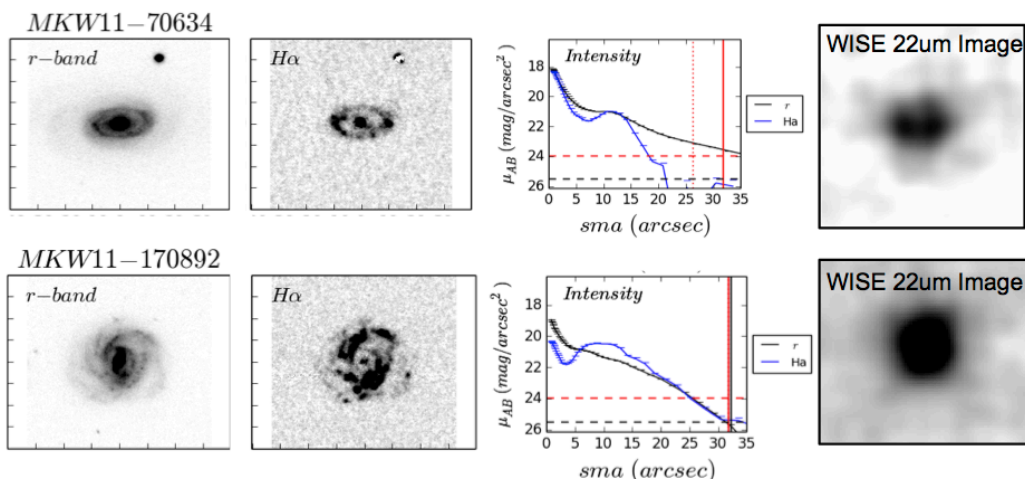 MKW11−70634
r−band
Hα
Intensity
μAB (mag/arcsec²)
18
20
22
24
26
0 5 10 15 20 25 30 35
sma (arcsec)
r
Ha
WISE 22um Image
MKW11−170892
r−band
Hα
Intensity
μAB (mag/arcsec²)
18
20
22
24
26
0 5 10 15 20 25 30 35
sma (arcsec)
r
Ha
WISE 22um Image